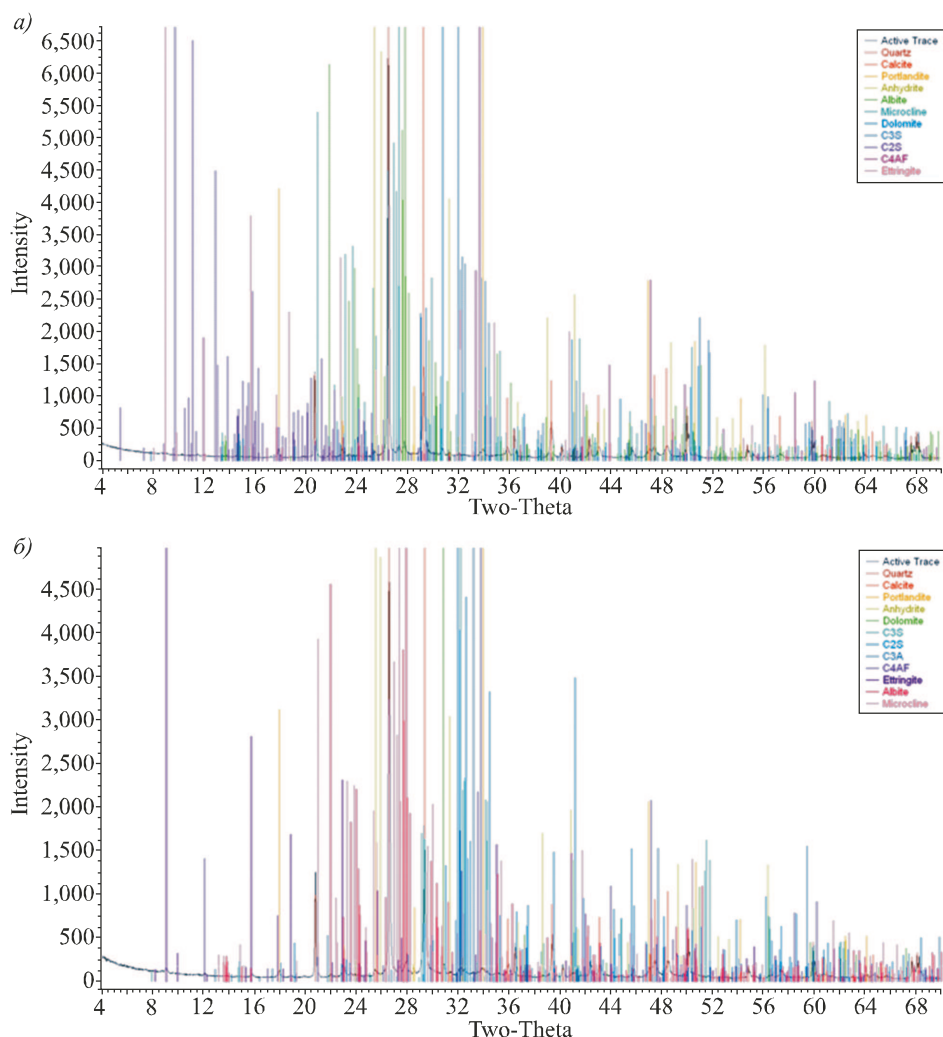 а)
6,500
6,000
5,500
5,000
4,500
4,000
3,500
3,000
2,500
2,000
1,500
1,000
500
0
Intensity
4 8 12 16 20 24 28 32 36 40 44 48 52 56 60 64 68
Two-Theta
Active Trace
Quartz
Calcite
Portlandite
Anhydrite
Albite
Microcline
Dolomite
C3S
C2S
C4AF
Ettringite
б)
4,500
4,000
3,500
3,000
2,500
2,000
1,500
1,000
500
0
Intensity
4 8 12 16 20 24 28 32 36 40 44 48 52 56 60 64 68
Two-Theta
Active Trace
Quartz
Calcite
Portlandite
Anhydrite
Dolomite
C3S
C2S
C3A
C4AF
Ettringite
Albite
Microcline